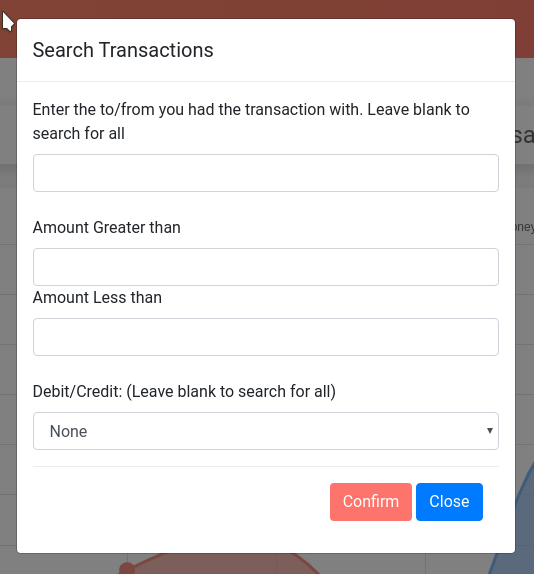 Search Transactions
Enter the to/from you had the transaction with. Leave blank to
search for all
Amount Greater than
Amount Less than
Debit/Credit: (Leave blank to search for all)
None
Confirm Close